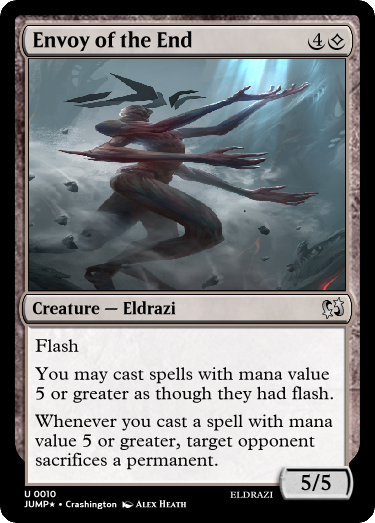 Envoy of the End 4
Creature — Eldrazi
Flash
You may cast spells with mana value
5 or greater as though they had flash.
Whenever you cast a spell with mana
value 5 or greater, target opponent
sacrifices a permanent.
5/5
U 0010 ELDRAZI
JUMP★ • Crashington Alex Heath